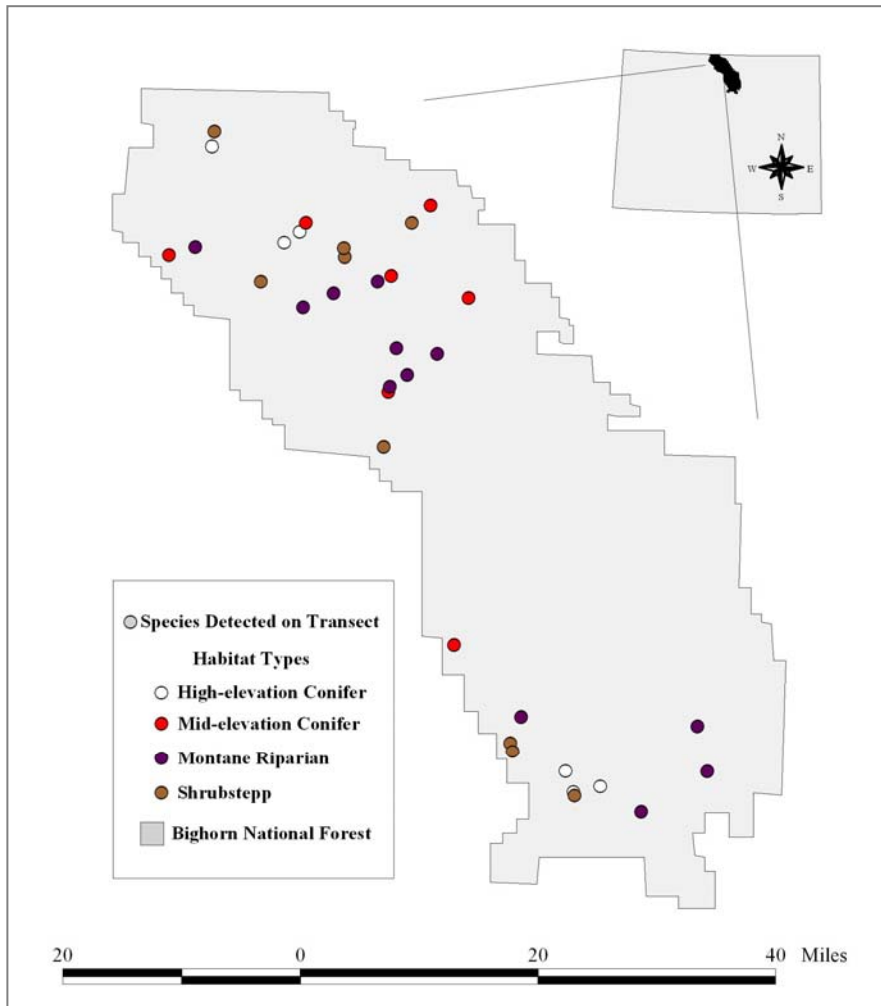 N
W E
S
Species Detected on Transect
Habitat Types
High-elevation Conifer
Mid-elevation Conifer
Montane Riparian
Shrubstepp
Bighorn National Forest
20 0 20 40 Miles